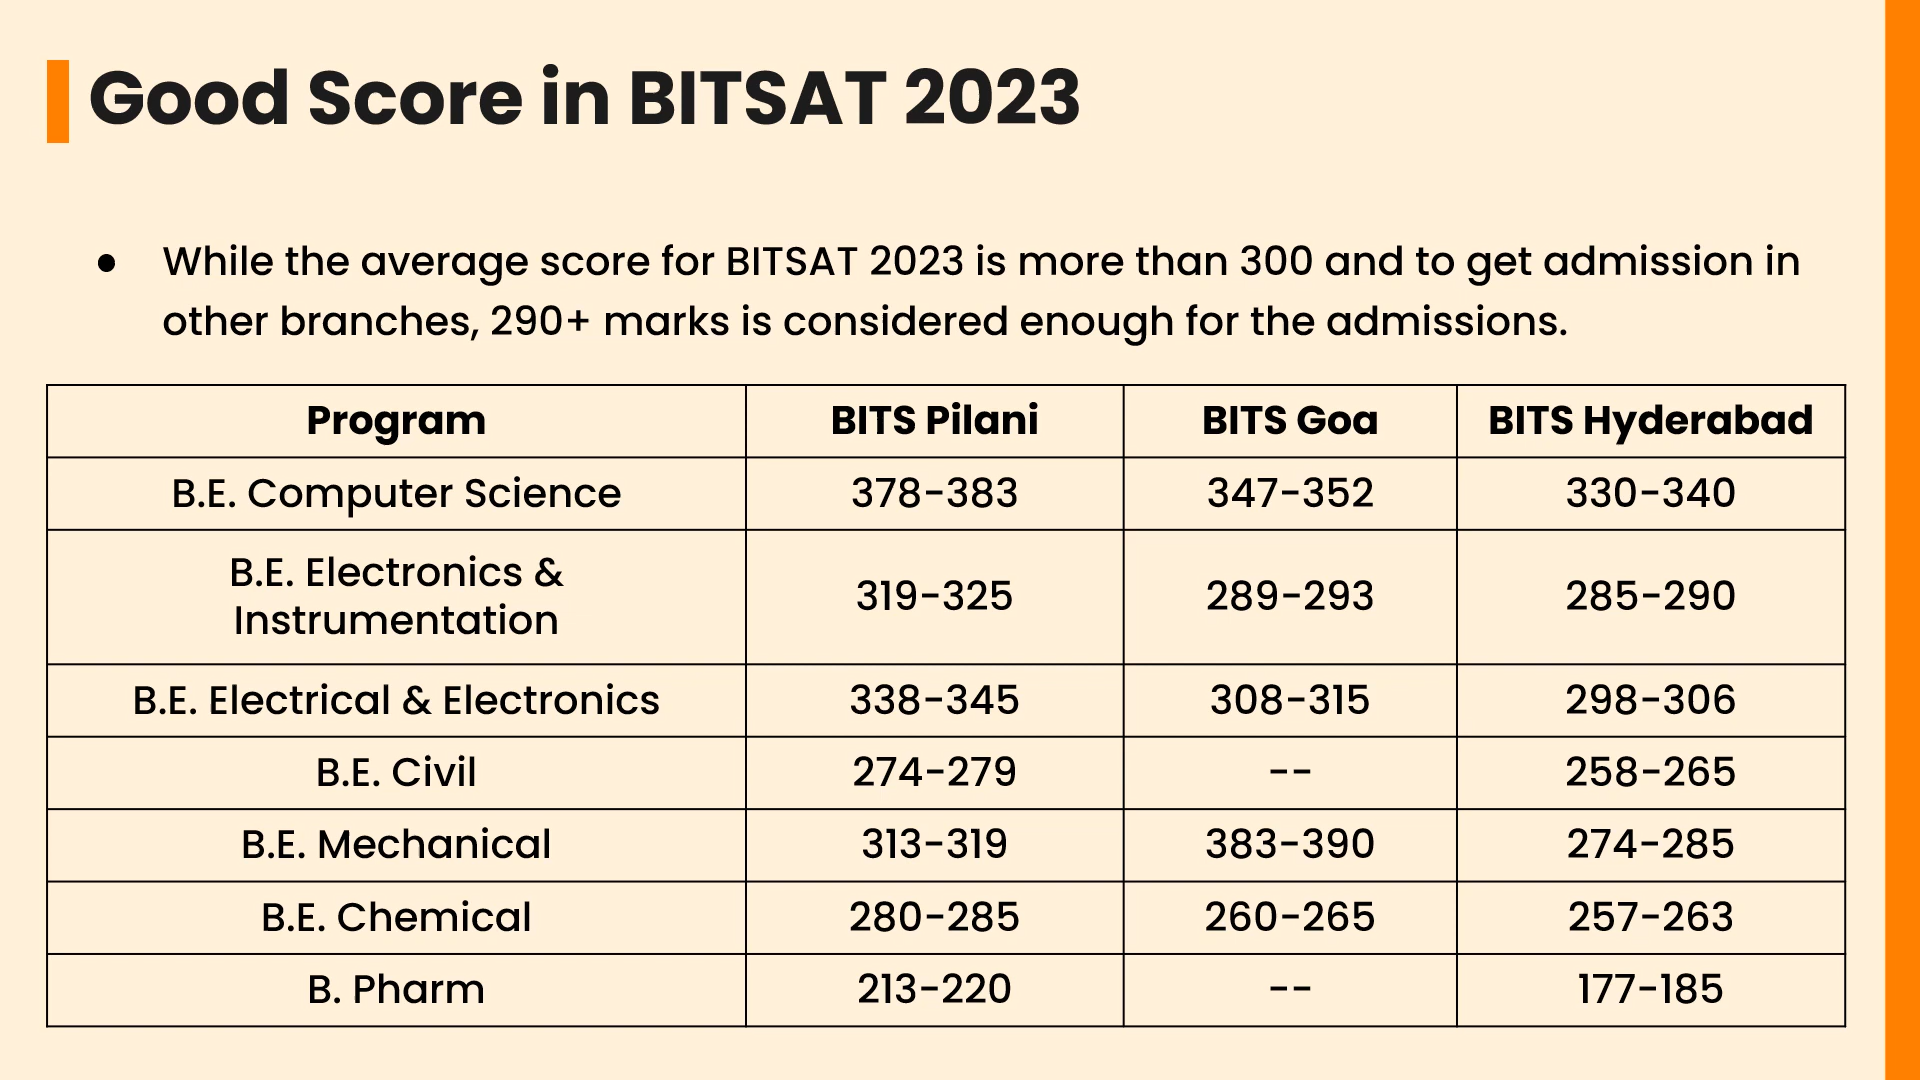 Good Score in BITSAT 2023
● While the average score for BITSAT 2023 is more than 300 and to get admission in
other branches, 290+ marks is considered enough for the admissions.
Program BITS Pilani BITS Goa BITS Hyderabad
B.E. Computer Science 378-383 347-352 330-340
B.E. Electronics &
Instrumentation 319-325 289-293 285-290
B.E. Electrical & Electronics 338-345 308-315 298-306
B.E. Civil 274-279 -- 258-265
B.E. Mechanical 313-319 383-390 274-285
B.E. Chemical 280-285 260-265 257-263
B. Pharm 213-220 -- 177-185